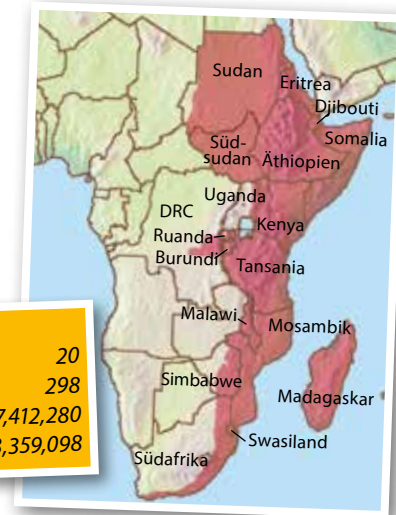 Sudan
Eritrea
Djibouti
Süd-
sudan
Somalia
Äthiopien
Uganda
DRC
Kenya
Ruanda
Burundi
Tansania
Malawi
Mosambik
Simbabwe
Madagaskar
Swasiland
Südafrika
20
298
7,412,280
3,359,098